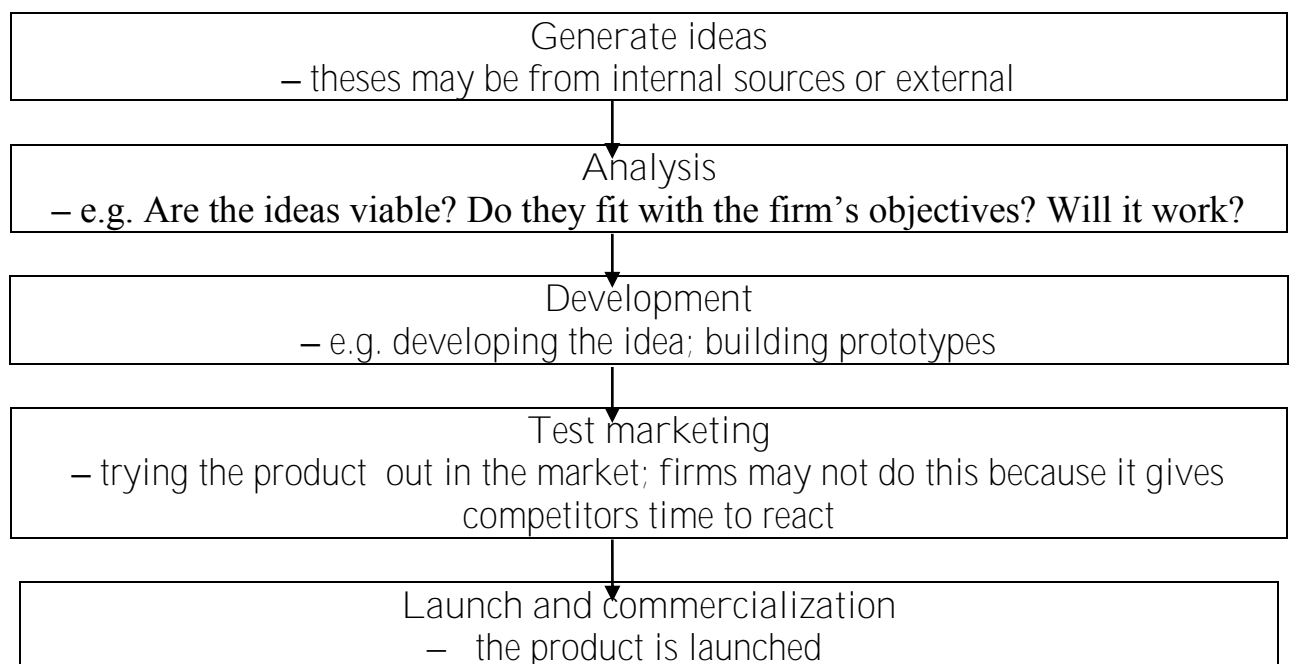 Generate ideas
– theses may be from internal sources or external
Analysis
– e.g. Are the ideas viable? Do they fit with the firm's objectives? Will it work?
Development
– e.g. developing the idea; building prototypes
Test marketing
– trying the product  out in the market; firms may not do this because it gives
competitors time to react
Launch and commercialization
–  the product is launched